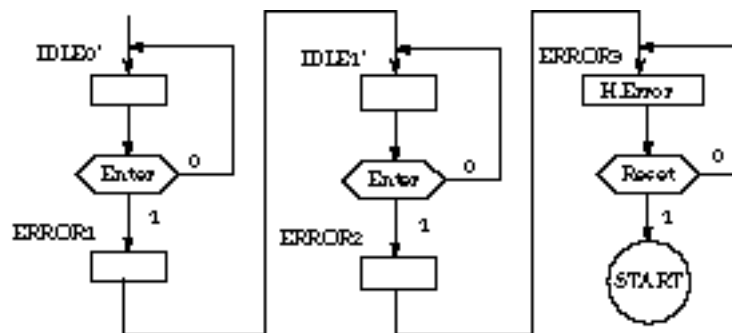 IDLE0'
Enter
0
1
ERROR1
IDLE1'
Enter
0
1
ERROR2
ERROR3
H.Error
Reset
0
1
START